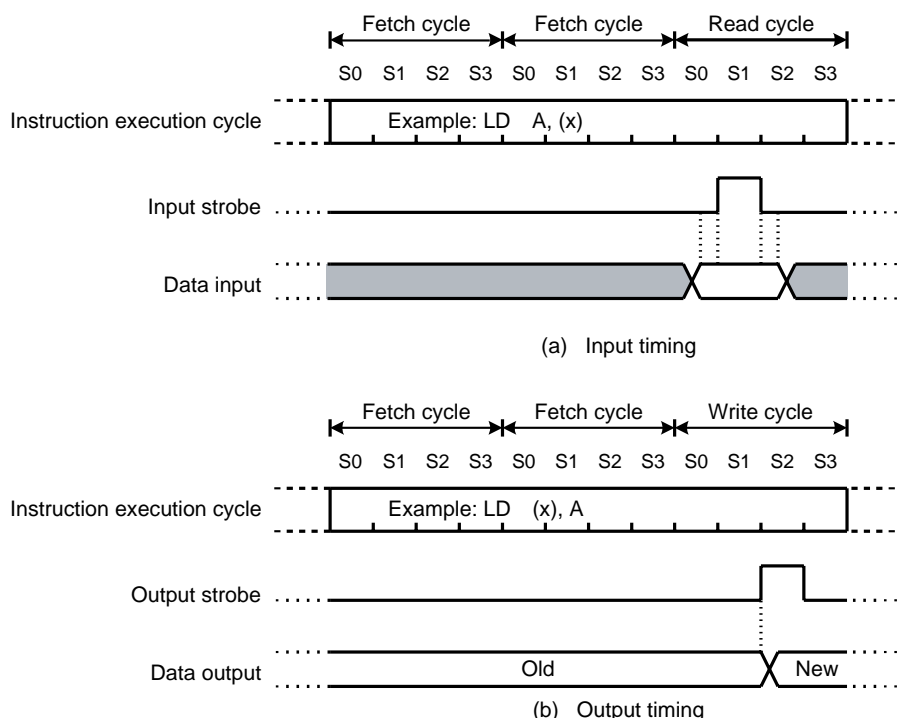 Fetch cycle Fetch cycle Read cycle
S0 S1 S2 S3 S0 S1 S2 S3 S0 S1 S2 S3
Instruction execution cycle Example: LD A, (x)
Input strobe
Data input
(a) Input timing
Fetch cycle Fetch cycle Write cycle
S0 S1 S2 S3 S0 S1 S2 S3 S0 S1 S2 S3
Instruction execution cycle Example: LD (x), A
Output strobe
Data output Old New
(b) Output timing